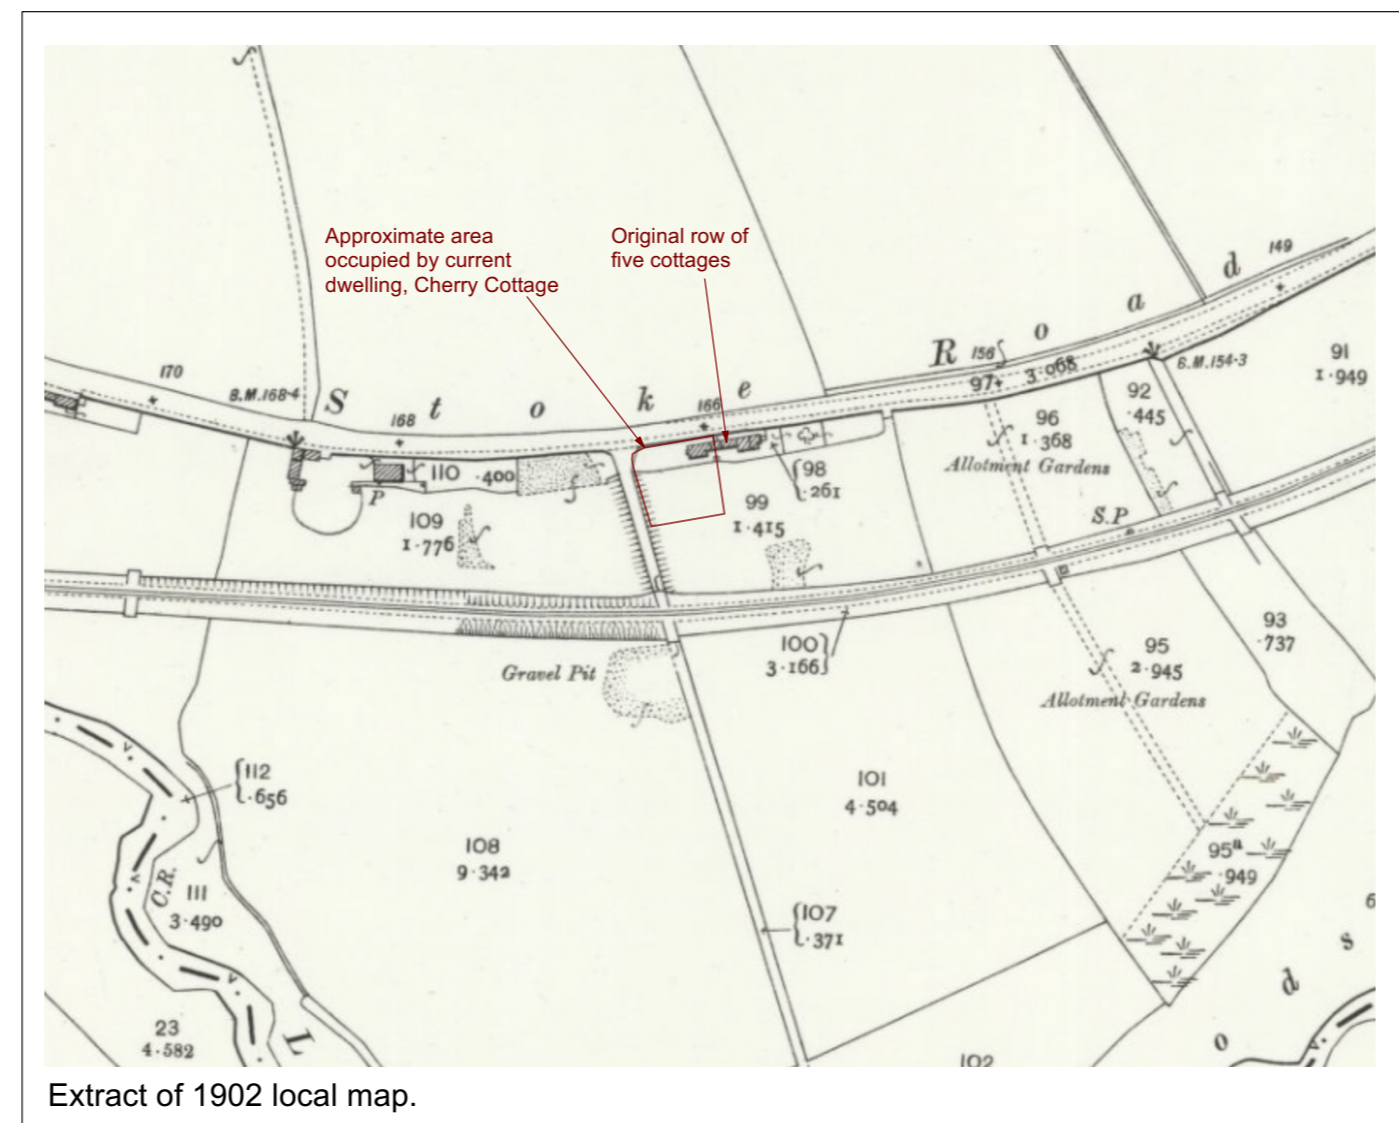 Approximate area
occupied by current
dwelling, Cherry Cottage
Original row of
five cottages
149
Stoke Road
170
B.M.168·4
168
166
156
97
3·068
B.M.154·3
91
1·949
92
·445
96
1·368
Allotment Gardens
110 ·400
P
109
1·776
98
·261
99
1·415
S.P.
100
3·166
Gravel Pit
93
·737
95
2·945
Allotment Gardens
112
·656
101
4·504
108
9·342
95a
·949
C.R.
111
3·490
107
·371
6
s
d
o
23
4·582
L
102
Extract of 1902 local map.